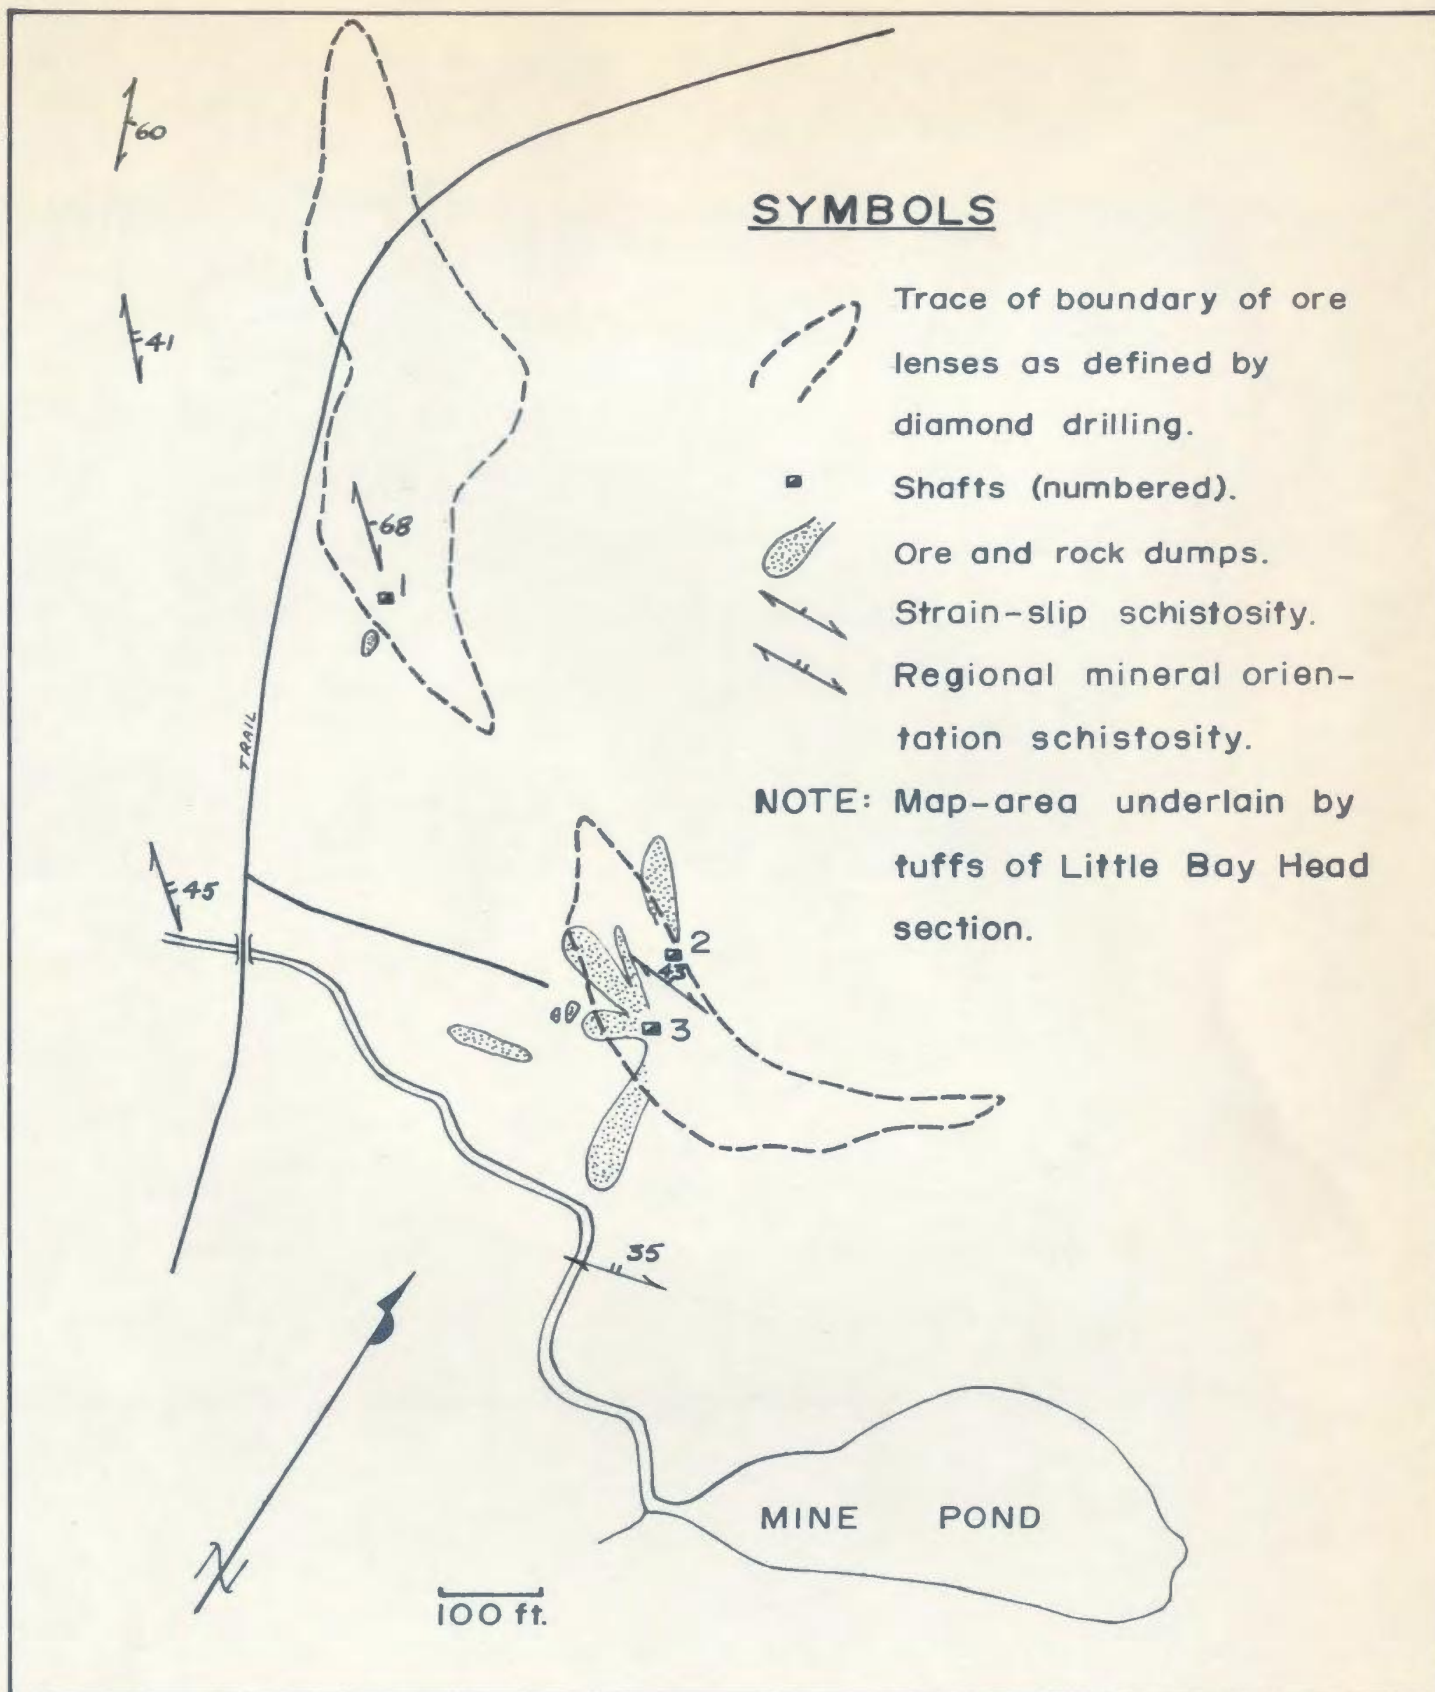 60
SYMBOLS
Trace of boundary of ore
lenses as defined by
diamond drilling.
41
Shafts (numbered).
68
Ore and rock dumps.
1
Strain-slip schistosity.
Regional mineral orien-
tation schistosity.
TRAIL
NOTE: Map-area underlain by
tuffs of Little Bay Head
section.
45
2
43
3
35
MINE POND
N
100 ft.